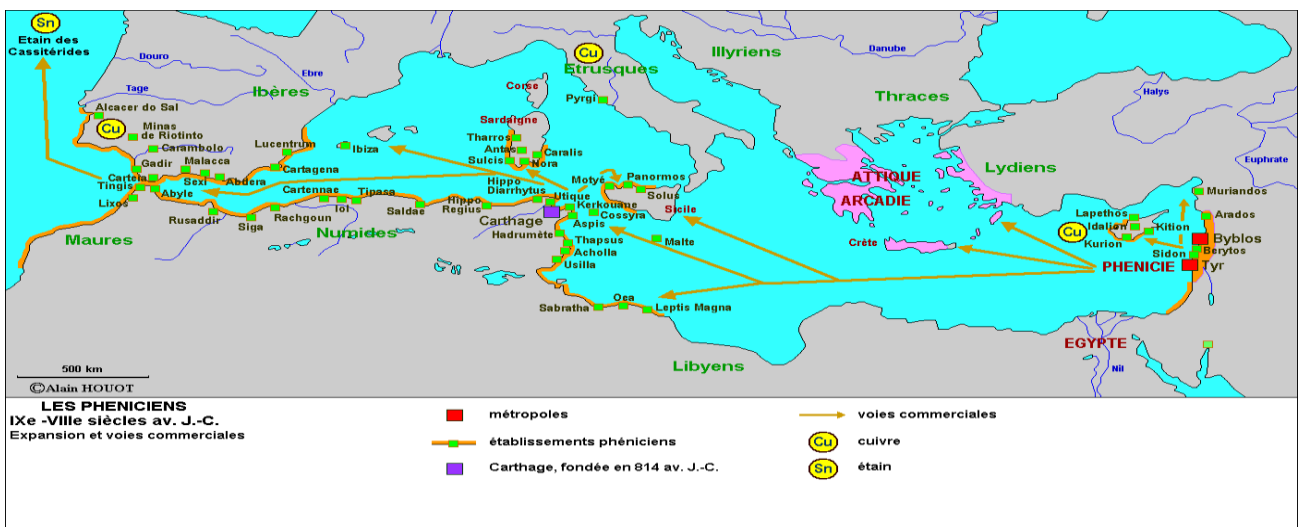 Sn
Etain des
Cassitérides
Douro
Ebre
Ibères
Tage
Alcacer do Sal
Cu
Minas
de Riotinto
Carambolo
Gadir
Malacca
Carteia
Tingis
Sexi
Abdera
Abyle
Lixos
Lucentrum
Cartagena
Ibiza
Maures
Rusaddir
Siga
Rachgoun
Cartennae
Iol
Tipasa
Numides
Saldae
Hippo
Regius
Hippo
Diarrhytus
Utique
Carthage
Kerkouane
Aspis
Cossyra
Hadrumète
Thapsus
Acholla
Usilla
Malte
Motyé
Panormos
Solus
Sicile
Corse
Sardaigne
Tharros
Antas
Sulcis
Caralis
Nora
Cu
Etrusques
Pyrgi
Illyriens
Danube
Thraces
Halys
Euphrate
Lydiens
ATTIQUE
ARCADIE
Crète
Muriandos
Lapethos
Idalion
Kition
Kurion
Cu
Arados
Byblos
Berytos
Sidon
PHENICIE
Tyr
Sabratha
Oea
Leptis Magna
Libyens
EGYPTE
Nil
500 km
©Alain HOUOT
LES PHENICIENS
IXe -VIIIe siècles av. J.-C.
Expansion et voies commerciales
métropoles
établissements phéniciens
Carthage, fondée en 814 av. J.-C.
voies commerciales
Cu
cuivre
Sn
étain